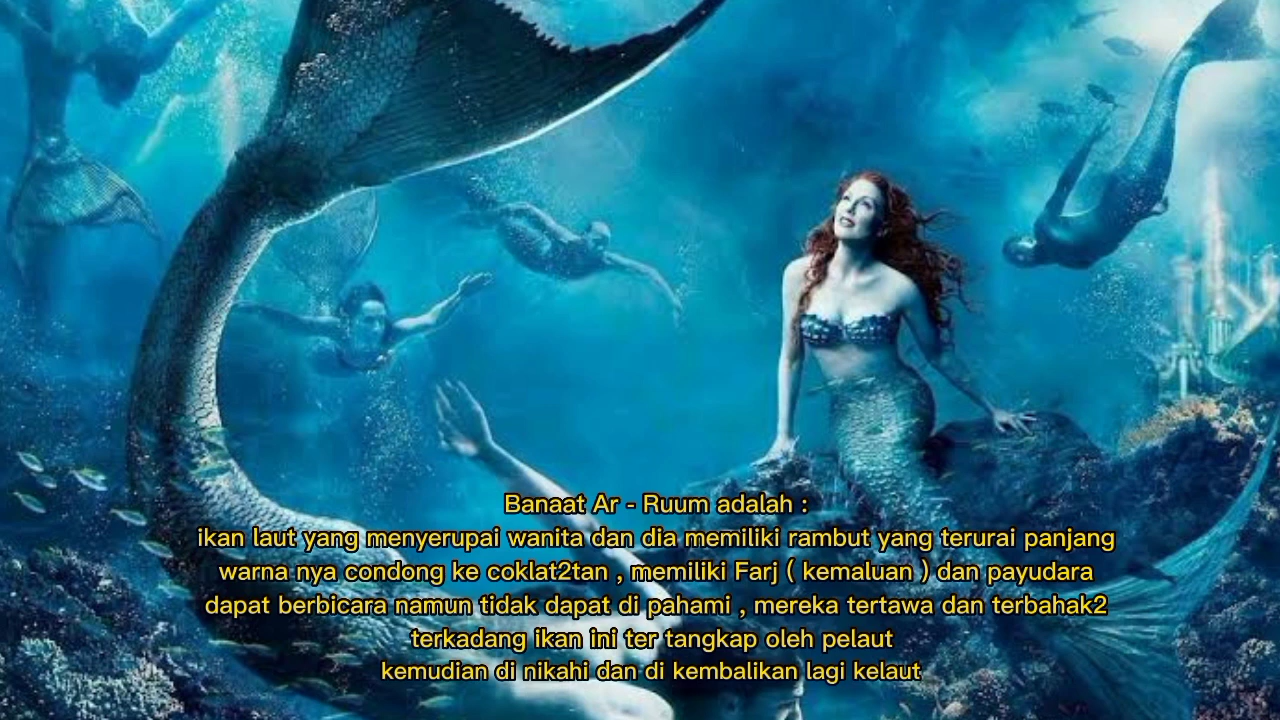 Banaat Ar - Ruum adalah :
ikan laut yang menyerupai wanita dan dia memiliki rambut yang terurai panjang
warna nya condong ke coklat2tan , memiliki Farj ( kemaluan ) dan payudara
dapat berbicara namun tidak dapat di pahami , mereka tertawa dan terbahak2
terkadang ikan ini ter tangkap oleh pelaut
kemudian di nikahi dan di kembalikan lagi kelaut